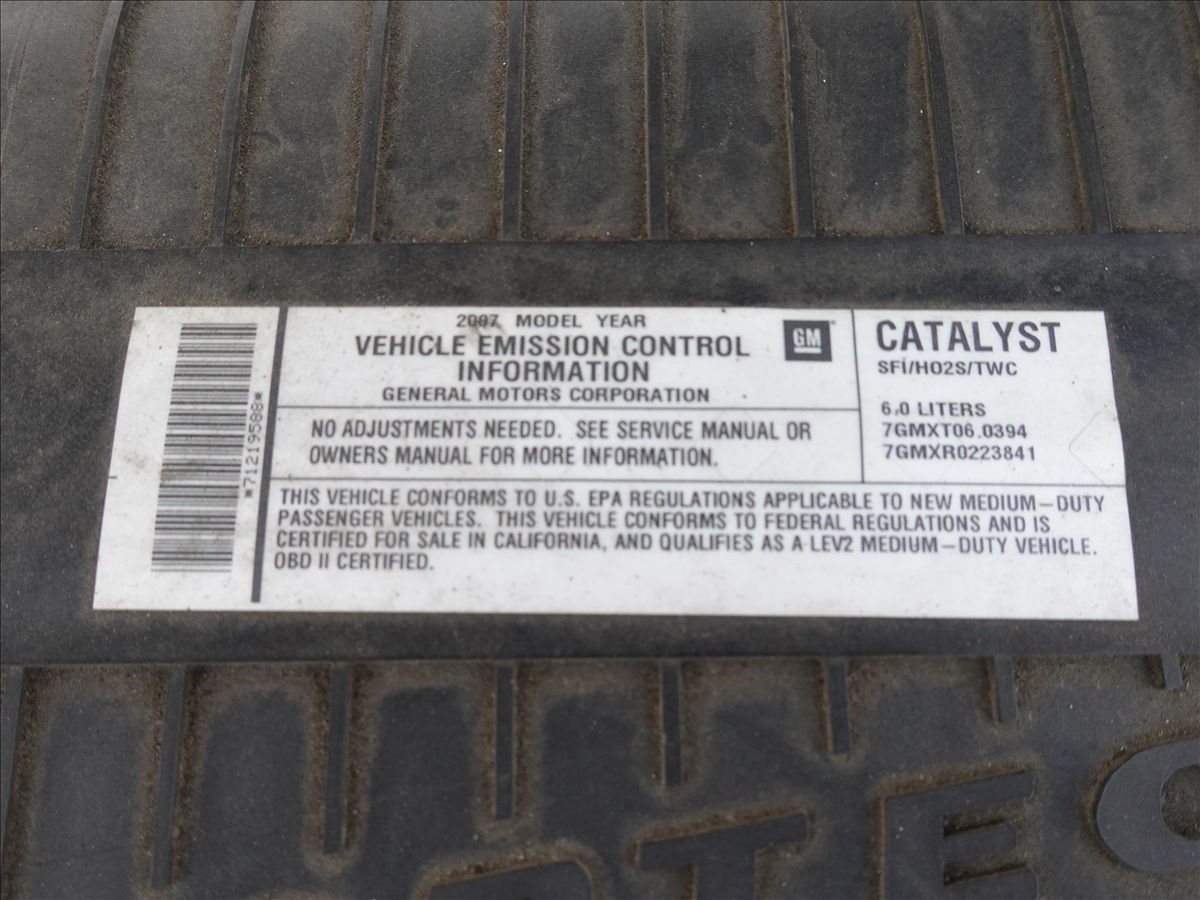 *71219588*
2007 MODEL YEAR
VEHICLE EMISSION CONTROL
INFORMATION
GENERAL MOTORS CORPORATION
GM
NO ADJUSTMENTS NEEDED. SEE SERVICE MANUAL OR
OWNERS MANUAL FOR MORE INFORMATION.
CATALYST
SFI/HO2S/TWC
6.0 LITERS
7GMXT06.0394
7GMXR0223841
THIS VEHICLE CONFORMS TO U.S. EPA REGULATIONS APPLICABLE TO NEW MEDIUM-DUTY
PASSENGER VEHICLES. THIS VEHICLE CONFORMS TO FEDERAL REGULATIONS AND IS
CERTIFIED FOR SALE IN CALIFORNIA, AND QUALIFIES AS A LEV2 MEDIUM-DUTY VEHICLE.
OBD II CERTIFIED.